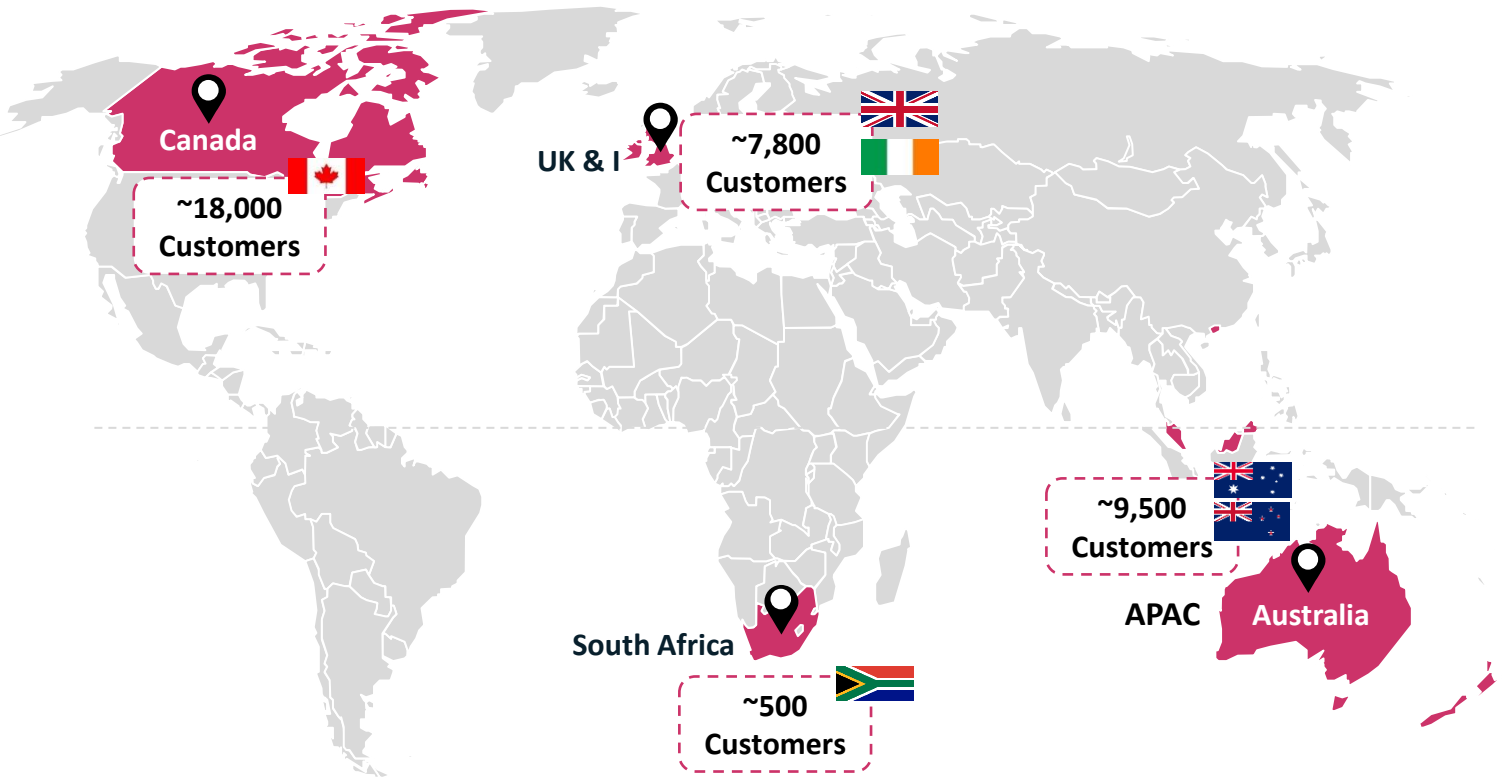 Canada
~18,000
Customers
UK & I
~7,800
Customers
~9,500
Customers
APAC
Australia
South Africa
~500
Customers